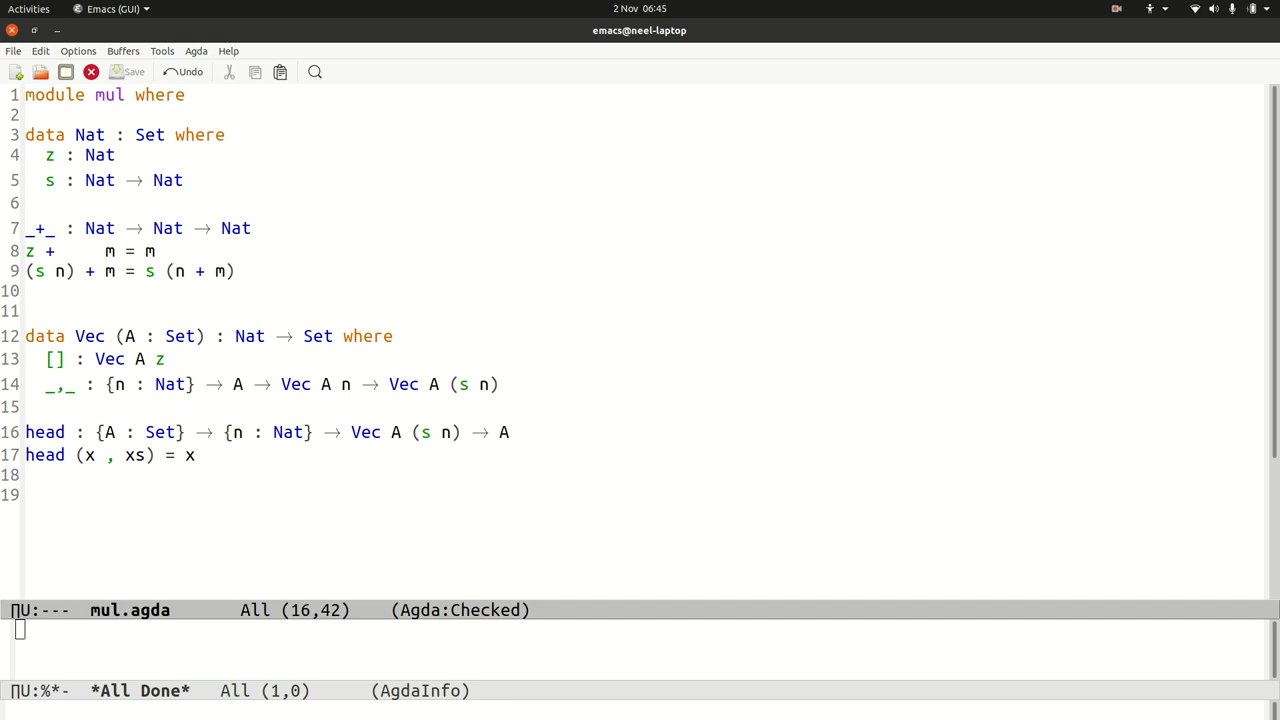 Activities Emacs (GUI) 2 Nov 06:45
emacs@neel-laptop
File Edit Options Buffers Tools Agda Help
Save Undo
1 module mul where
2
3 data Nat : Set where
4 z : Nat
5 s : Nat → Nat
6
7 _+_ : Nat → Nat → Nat
8 z + m = m
9 (s n) + m = s (n + m)
10
11
12 data Vec (A : Set) : Nat → Set where
13 [] : Vec A z
14 _,_ : {n : Nat} → A → Vec A n → Vec A (s n)
15
16 head : {A : Set} → {n : Nat} → Vec A (s n) → A
17 head (x , xs) = x
18
19
∏U:--- mul.agda All (16,42) (Agda:Checked)
∏U:%*- *All Done* All (1,0) (AgdaInfo)